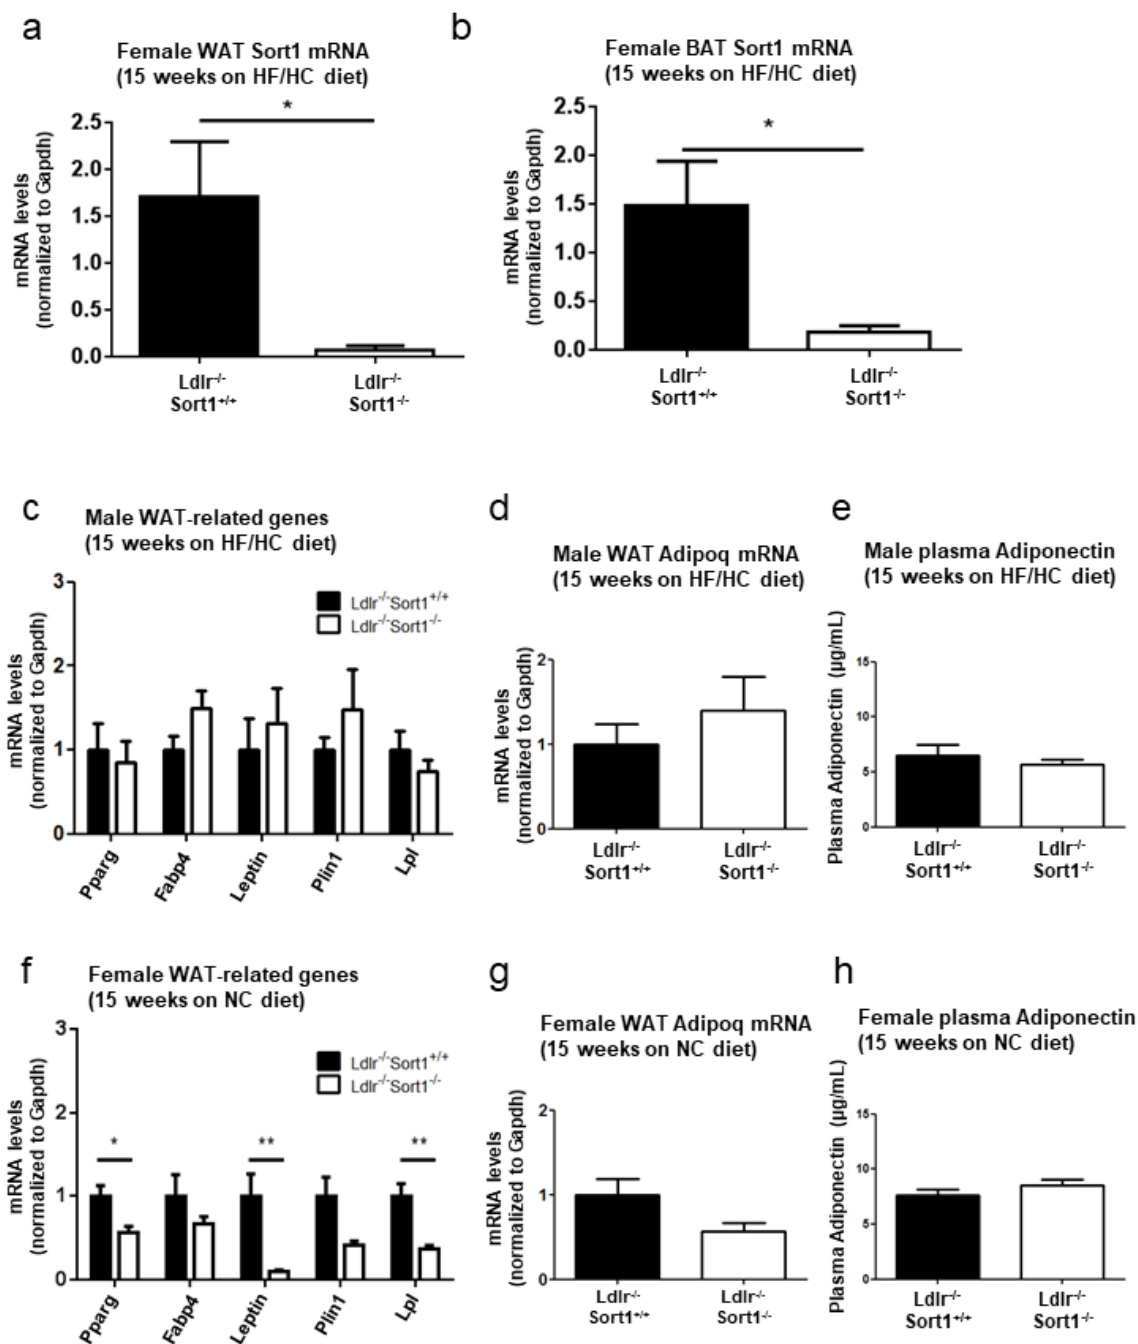 a
Female WAT Sort1 mRNA
(15 weeks on HF/HC diet)
*
mRNA levels
(normalized to Gapdh)
2.5
2.0
1.5
1.0
0.5
0.0
Ldlr⁻/⁻
Sort1⁺/⁺
Ldlr⁻/⁻
Sort1⁻/⁻
b
Female BAT Sort1 mRNA
(15 weeks on HF/HC diet)
*
mRNA levels
(normalized to Gapdh)
2.5
2.0
1.5
1.0
0.5
0.0
Ldlr⁻/⁻
Sort1⁺/⁺
Ldlr⁻/⁻
Sort1⁻/⁻
c
Male WAT-related genes
(15 weeks on HF/HC diet)
Ldlr⁻/⁻Sort1⁺/⁺
Ldlr⁻/⁻Sort1⁻/⁻
mRNA levels
(normalized to Gapdh)
3
2
1
0
Pparg
Fabp4
Leptin
Plin1
Lpl
d
Male WAT Adipoq mRNA
(15 weeks on HF/HC diet)
mRNA levels
(normalized to Gapdh)
2
1
0
Ldlr⁻/⁻
Sort1⁺/⁺
Ldlr⁻/⁻
Sort1⁻/⁻
e
Male plasma Adiponectin
(15 weeks on HF/HC diet)
Plasma Adiponectin (µg/mL)
15
10
5
0
Ldlr⁻/⁻
Sort1⁺/⁺
Ldlr⁻/⁻
Sort1⁻/⁻
f
Female WAT-related genes
(15 weeks on NC diet)
Ldlr⁻/⁻Sort1⁺/⁺
Ldlr⁻/⁻Sort1⁻/⁻
*
**
**
mRNA levels
(normalized to Gapdh)
3
2
1
0
Pparg
Fabp4
Leptin
Plin1
Lpl
g
Female WAT Adipoq mRNA
(15 weeks on NC diet)
mRNA levels
(normalized to Gapdh)
2
1
0
Ldlr⁻/⁻
Sort1⁺/⁺
Ldlr⁻/⁻
Sort1⁻/⁻
h
Female plasma Adiponectin
(15 weeks on NC diet)
Plasma Adiponectin (µg/mL)
15
10
5
0
Ldlr⁻/⁻
Sort1⁺/⁺
Ldlr⁻/⁻
Sort1⁻/⁻